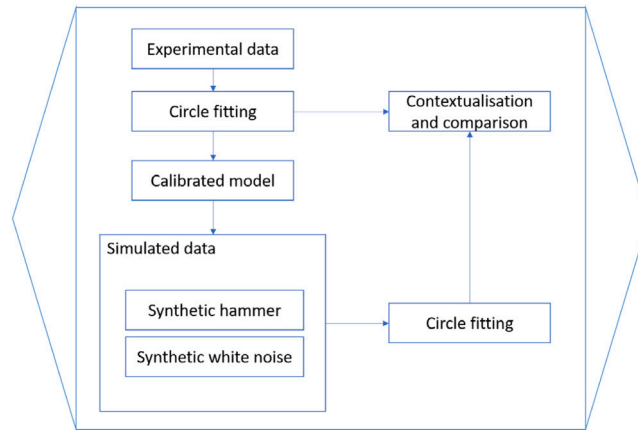 Experimental data
Circle fitting
Contextualisation
and comparison
Calibrated model
Simulated data
Synthetic hammer
Synthetic white noise
Circle fitting